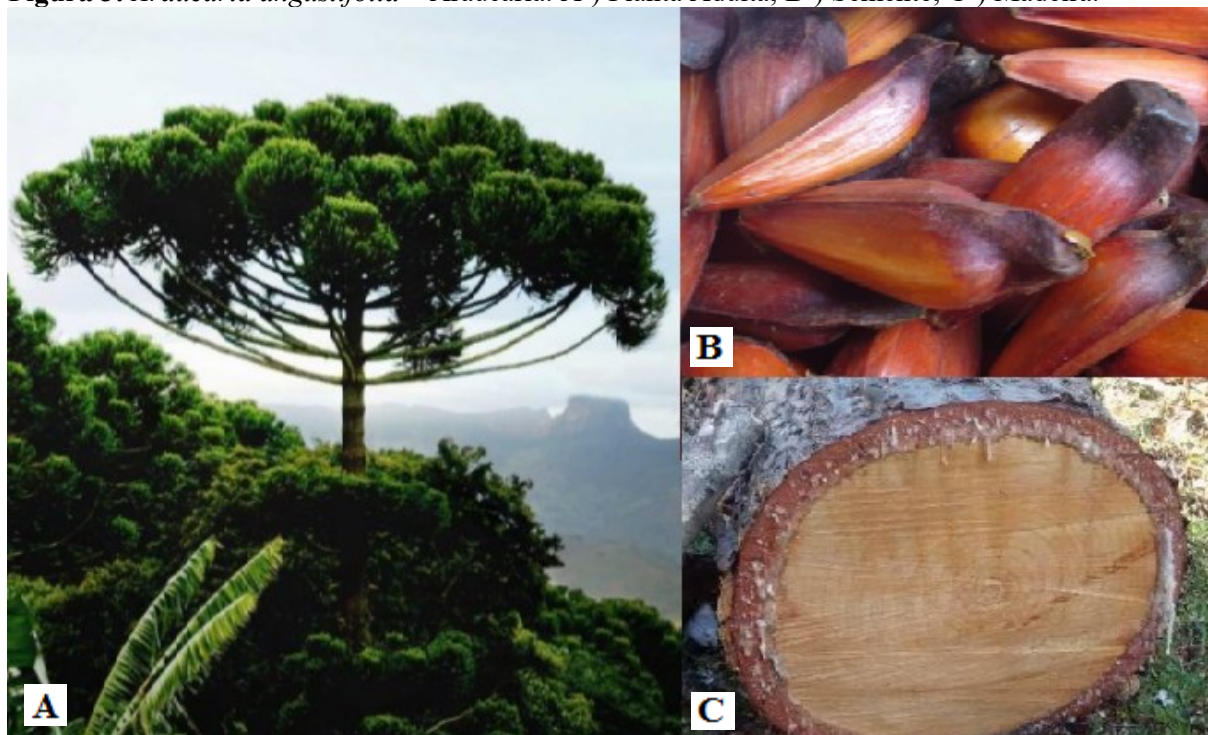 Figura 3. Araucaria angustifolia – Araucária. A ) Planta Adulta; B ) Semente; C ) Madeira.
A
B
C